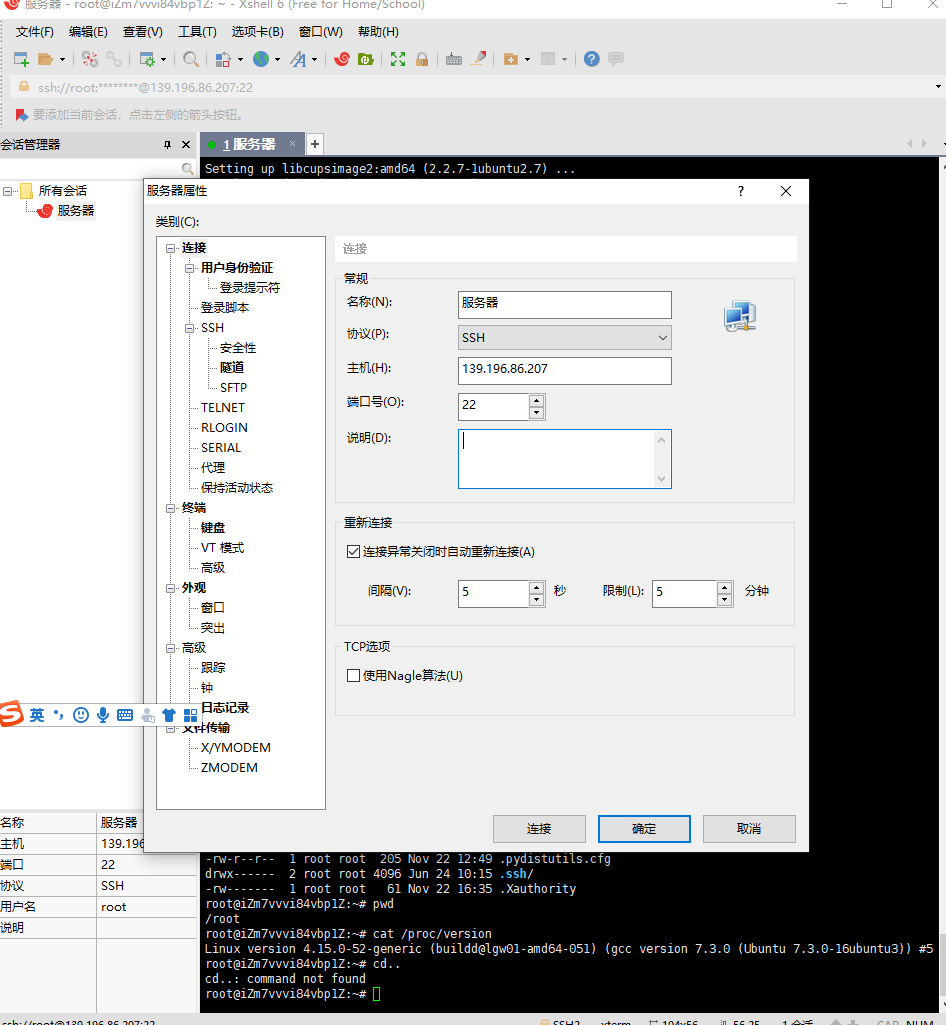 服务器 - root@iZm7vvvi84vbp1Z: ~ - Xshell 6 (Free for Home/School)
文件(F) 编辑(E) 查看(V) 工具(T) 选项卡(B) 窗口(W) 帮助(H)
ssh://root:********@139.196.86.207:22
要添加当前会话，点击左侧的箭头按钮。
会话管理器
1 服务器 × +
Setting up libcupsimage2:amd64 (2.2.7-1ubuntu2.7) ...
所有会话
服务器
服务器属性
?
类别(C):
连接
用户身份验证
登录提示符
登录脚本
SSH
安全性
隧道
SFTP
TELNET
RLOGIN
SERIAL
代理
保持活动状态
终端
键盘
VT 模式
高级
外观
窗口
突出
高级
跟踪
钟
日志记录
文件传输
X/YMODEM
ZMODEM
连接
常规
名称(N): 服务器
协议(P): SSH
主机(H): 139.196.86.207
端口号(O): 22
说明(D):
重新连接
连接异常关闭时自动重新连接(A)
间隔(V): 5 秒 限制(L): 5 分钟
TCP选项
使用Nagle算法(U)
连接 确定 取消
英
名称 服务器
主机 139.196
端口 22
协议 SSH
用户名 root
说明
-rw-r--r-- 1 root root 205 Nov 22 12:49 .pydistutils.cfg
drwx------ 2 root root 4096 Jun 24 10:15 .ssh/
-rw------- 1 root root 61 Nov 22 16:35 .Xauthority
root@iZm7vvvi84vbp1Z:~# pwd
/root
root@iZm7vvvi84vbp1Z:~# cat /proc/version
Linux version 4.15.0-52-generic (buildd@lgw01-amd64-051) (gcc version 7.3.0 (Ubuntu 7.3.0-16ubuntu3)) #5
root@iZm7vvvi84vbp1Z:~# cd..
cd..: command not found
root@iZm7vvvi84vbp1Z:~#
ssh://root@139.196.86.207:22
SSH2 xterm 104x56 56,25 1 会话 CAP NUM